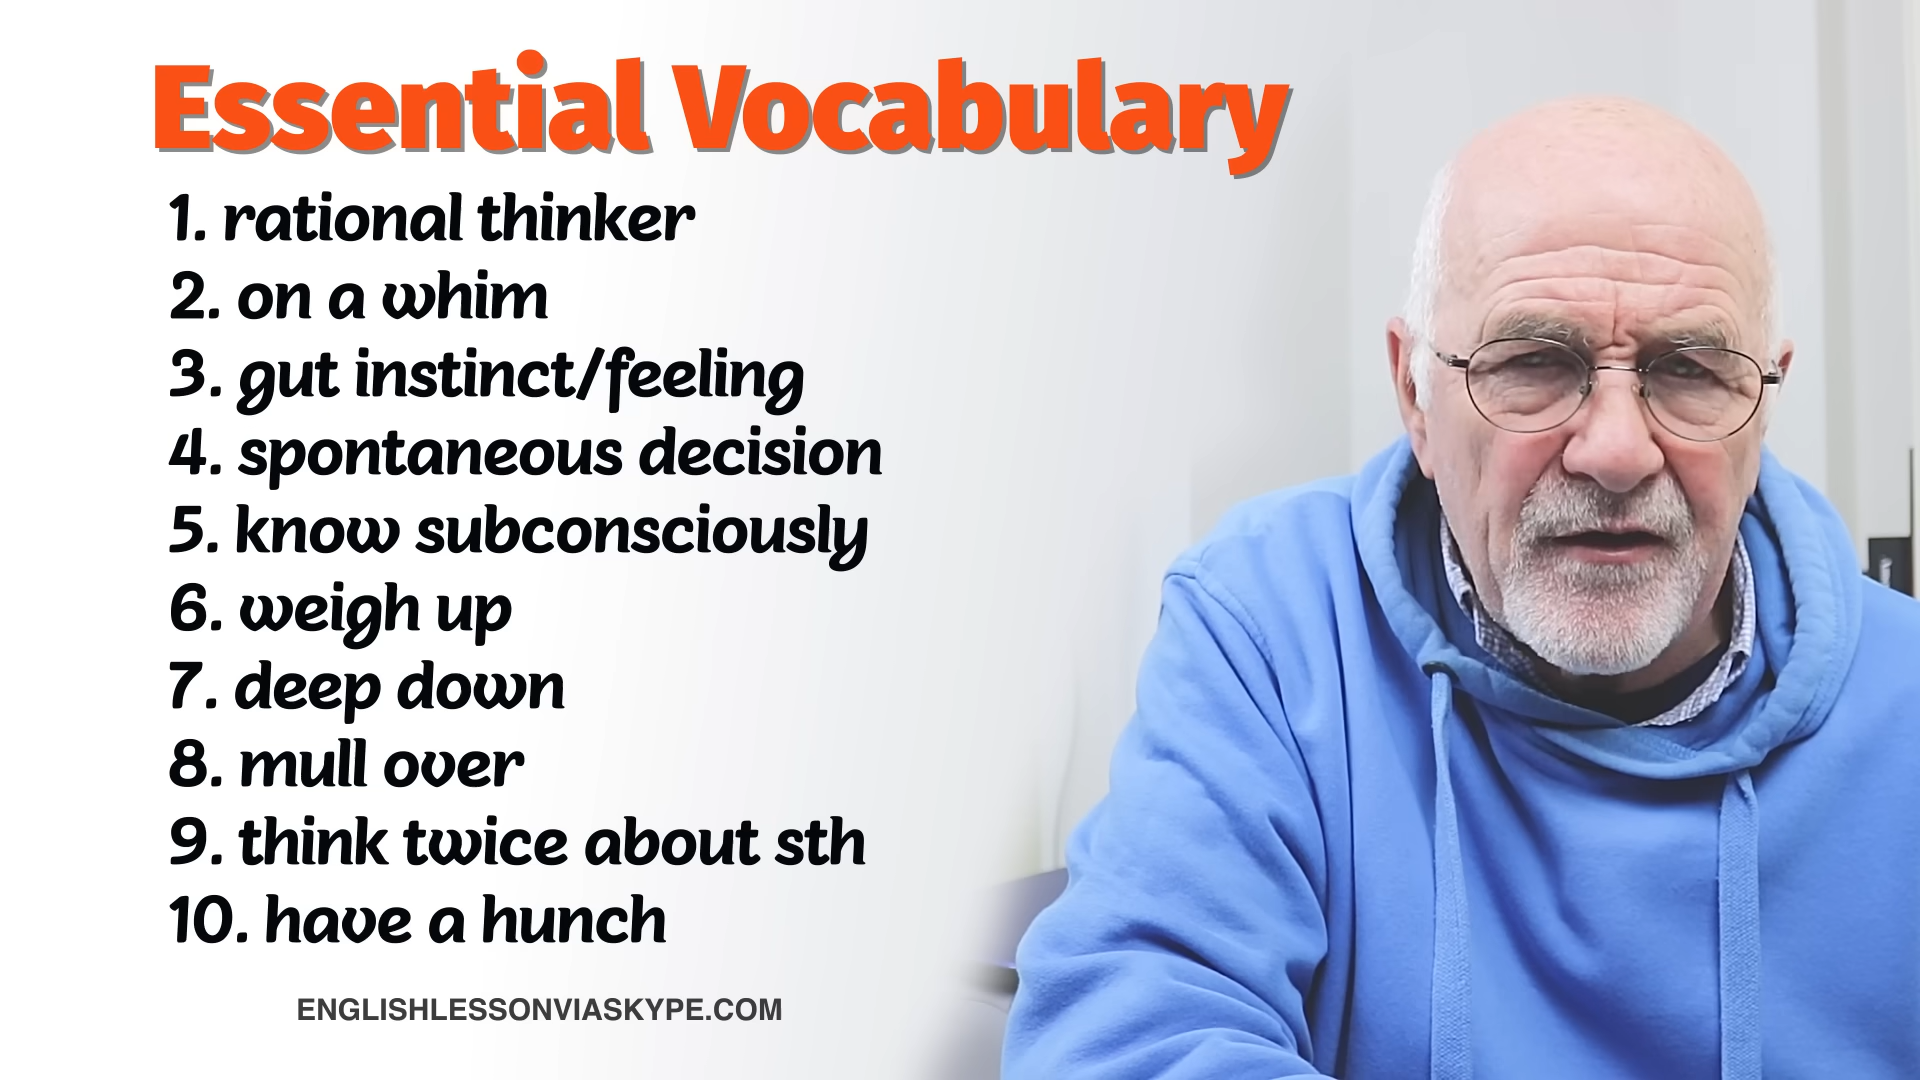 Essential Vocabulary
1. rational thinker
2. on a whim
3. gut instinct/feeling
4. spontaneous decision
5. know subconsciously
6. weigh up
7. deep down
8. mull over
9. think twice about sth
10. have a hunch
ENGLISHLESSONVIASKYPE.COM